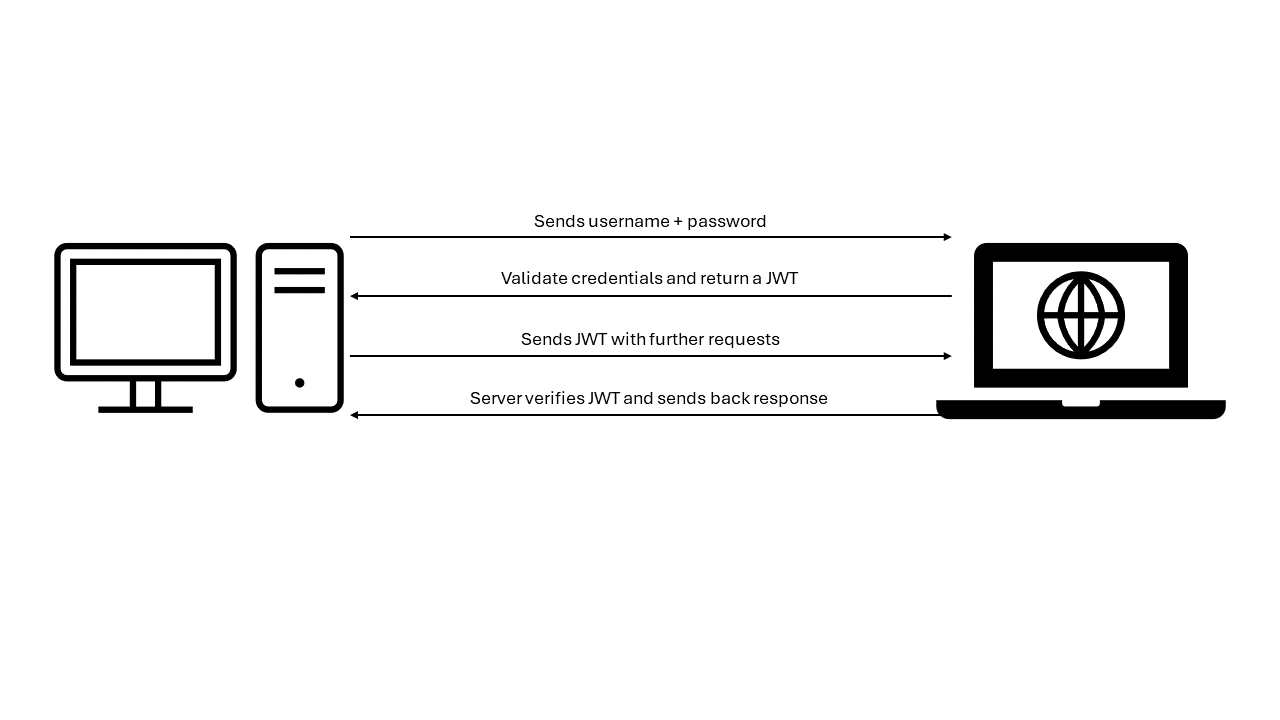 Sends username + password
Validate credentials and return a JWT
Sends JWT with further requests
Server verifies JWT and sends back response